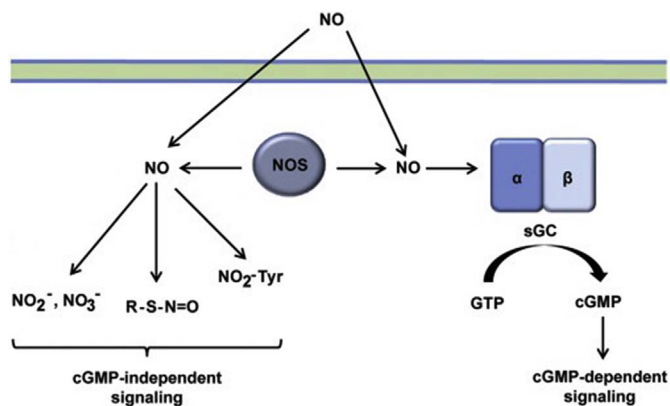 NO
NO
NOS
NO
α
β
sGC
NO₂⁻-Tyr
NO₂⁻, NO₃⁻
R-S-N=O
GTP
cGMP
cGMP-independent
signaling
cGMP-dependent
signaling